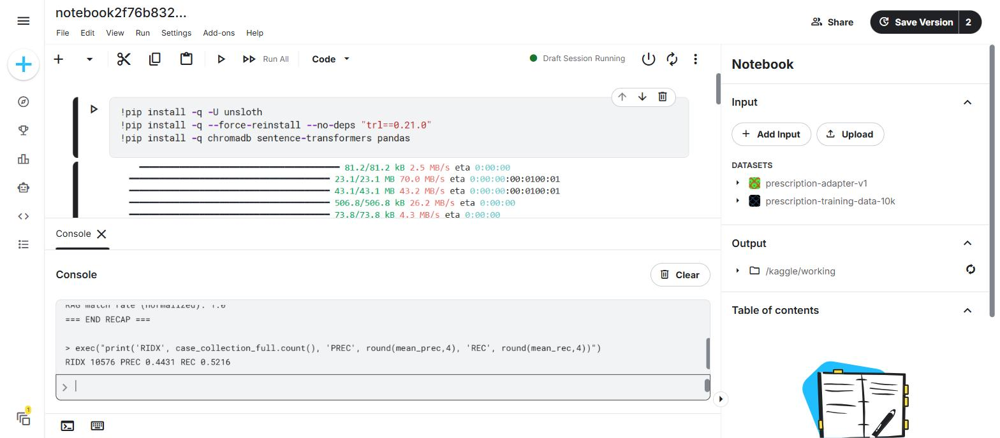 notebook2f76b832...
File Edit View Run Settings Add-ons Help
Share
Save Version 2
Run All
Code
Draft Session Running
!pip install -q -U unsloth
!pip install -q --force-reinstall --no-deps "trl==0.21.0"
!pip install -q chromadb sentence-transformers pandas
81.2/81.2 kB 2.5 MB/s eta 0:00:00
23.1/23.1 MB 70.0 MB/s eta 0:00:00:00:0100:01
43.1/43.1 MB 43.2 MB/s eta 0:00:00:00:0100:01
506.8/506.8 kB 26.2 MB/s eta 0:00:00
73.8/73.8 kB 4.3 MB/s eta 0:00:00
Console
Console
Clear
RAG match rate (normalized): 1.0
=== END RECAP ===
> exec("print('RIDX', case_collection_full.count(), 'PREC', round(mean_prec,4), 'REC', round(mean_rec,4))")
RIDX 10576 PREC 0.4431 REC 0.5216
>
Notebook
Input
Add Input
Upload
DATASETS
prescription-adapter-v1
prescription-training-data-10k
Output
/kaggle/working
Table of contents
1